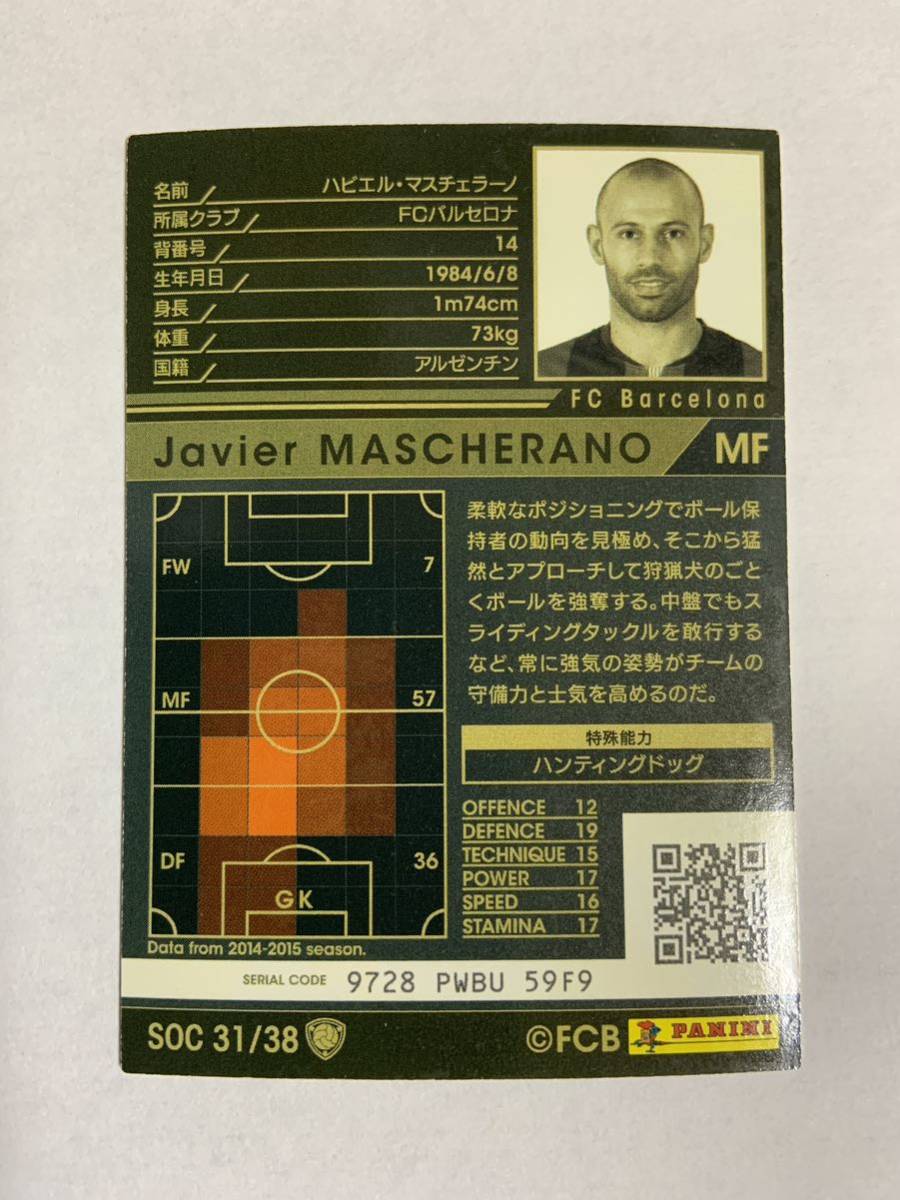 名前 ハビエル・マスチェラーノ
所属クラブ FCバルセロナ
背番号 14
生年月日 1984/6/8
身長 1m74cm
体重 73kg
国籍 アルゼンチン
FC Barcelona
Javier MASCHERANO MF
FW 7
MF 57
DF 36
GK
Data from 2014-2015 season.
柔軟なポジショニングでボール保
持者の動向を見極め、そこから猛
然とアプローチして狩猟犬のごと
くボールを強奪する。中盤でもス
ライディングタックルを敢行する
など、常に強気の姿勢がチームの
守備力と士気を高めるのだ。
特殊能力
ハンティングドッグ
OFFENCE 12
DEFENCE 19
TECHNIQUE 15
POWER 17
SPEED 16
STAMINA 17
SERIAL CODE 9728 PWBU 59F9
SOC 31/38 ©FCB PANINI